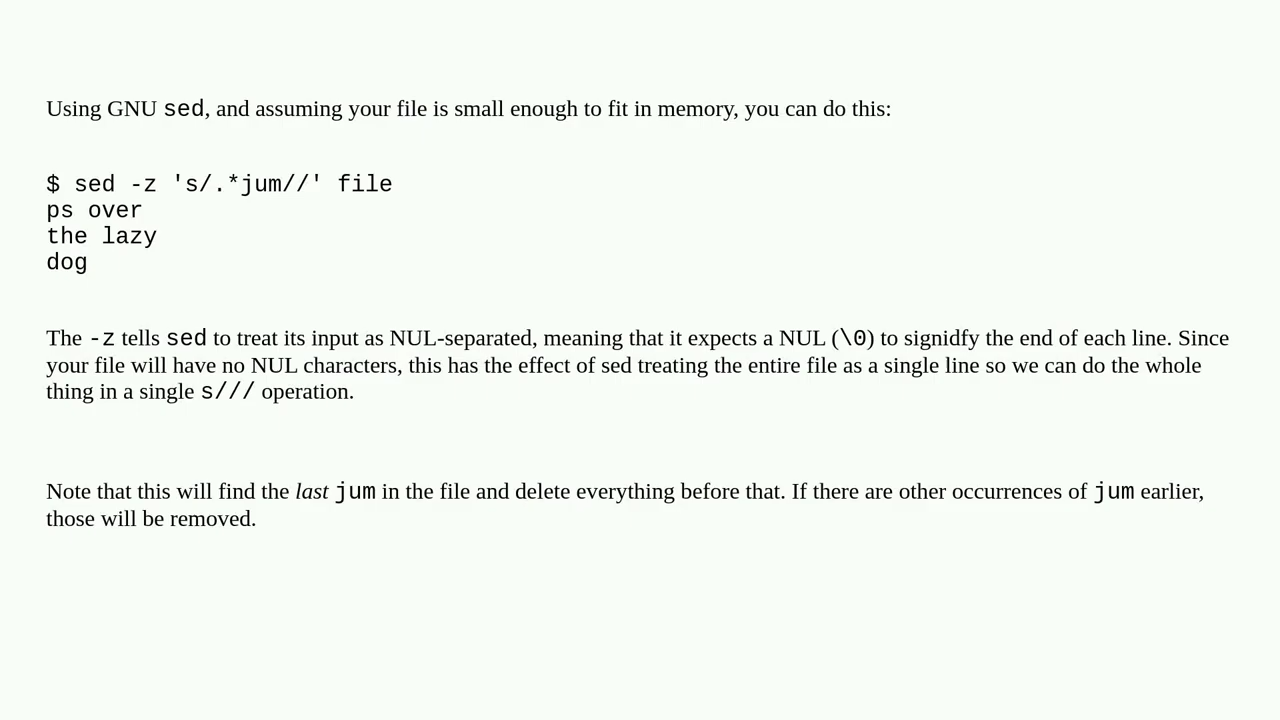 Using GNU sed, and assuming your file is small enough to fit in memory, you can do this:
$ sed -z 's/.*jum//' file
ps over
the lazy
dog
The -z tells sed to treat its input as NUL-separated, meaning that it expects a NUL (\0) to signidfy the end of each line. Since
your file will have no NUL characters, this has the effect of sed treating the entire file as a single line so we can do the whole
thing in a single s/// operation.
Note that this will find the last jum in the file and delete everything before that. If there are other occurrences of jum earlier,
those will be removed.